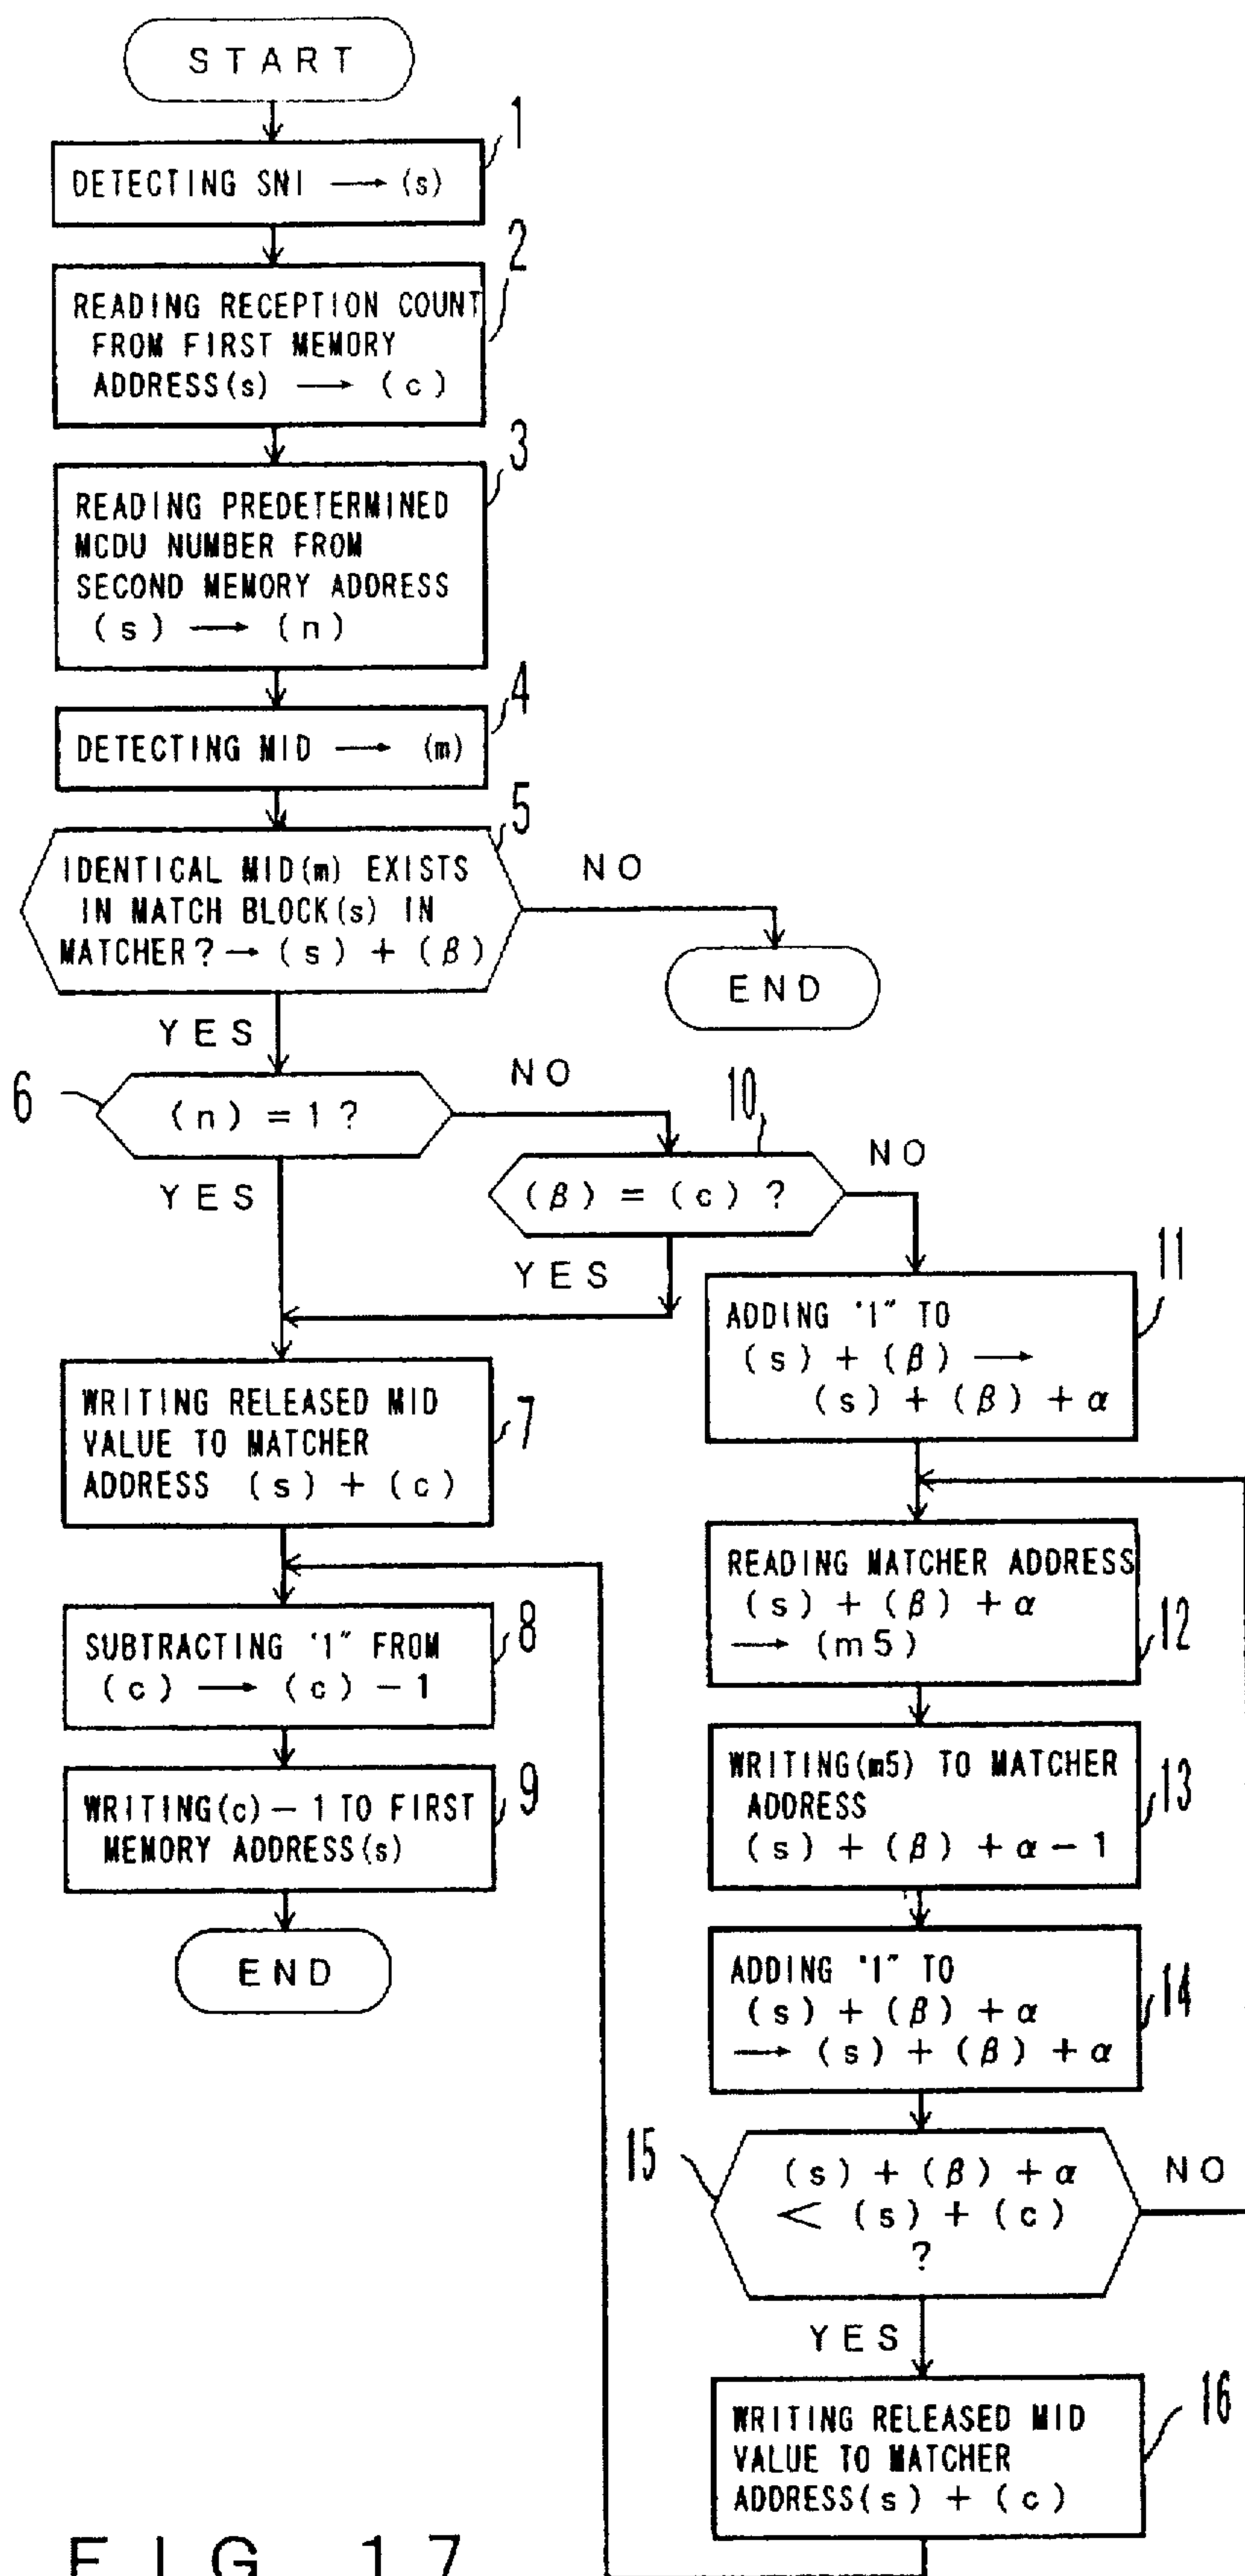 START
1
DETECTING SNI → (s)
2
READING RECEPTION COUNT
FROM FIRST MEMORY
ADDRESS(s) → (c)
3
READING PREDETERMINED
MCDU NUMBER FROM
SECOND MEMORY ADDRESS
(s) → (n)
4
DETECTING MID → (m)
5
IDENTICAL MID(m) EXISTS
IN MATCH BLOCK(s) IN
MATCHER? → (s) + (β)
NO
END
YES
6
(n) = 1 ?
NO
YES
10
(β) = (c) ?
NO
YES
7
WRITING RELEASED MID
VALUE TO MATCHER
ADDRESS (s) + (c)
8
SUBTRACTING "1" FROM
(c) → (c) - 1
9
WRITING(c) - 1 TO FIRST
MEMORY ADDRESS(s)
END
11
ADDING "1" TO
(s) + (β) →
(s) + (β) + α
12
READING MATCHER ADDRESS
(s) + (β) + α
→ (m5)
13
WRITING(m5) TO MATCHER
ADDRESS
(s) + (β) + α - 1
14
ADDING "1" TO
(s) + (β) + α
→ (s) + (β) + α
15
(s) + (β) + α
< (s) + (c)
?
NO
YES
16
WRITING RELEASED MID
VALUE TO MATCHER
ADDRESS(s) + (c)
FIG. 17